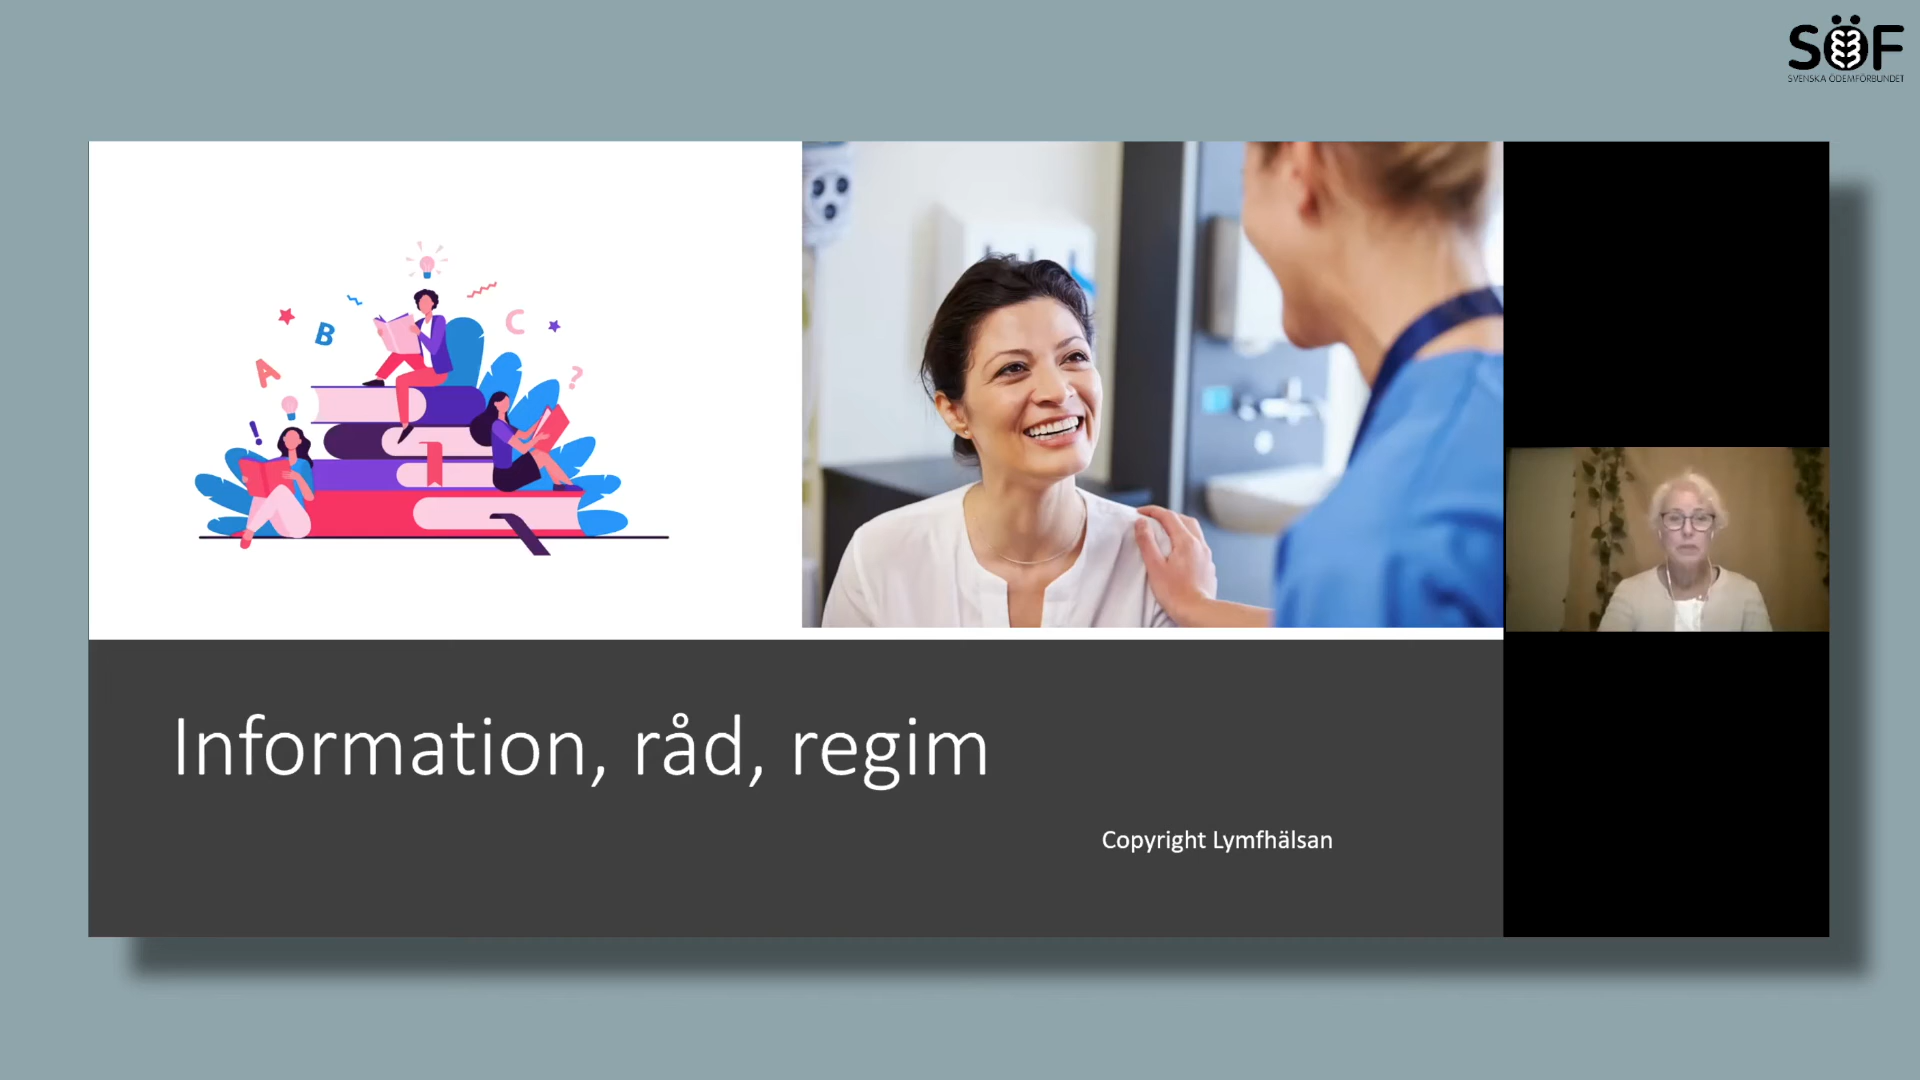 SÖF
SVENSKA ÖDEMFÖRBUNDET
A
B
C
?
!
Information, råd, regim
Copyright Lymfhälsan